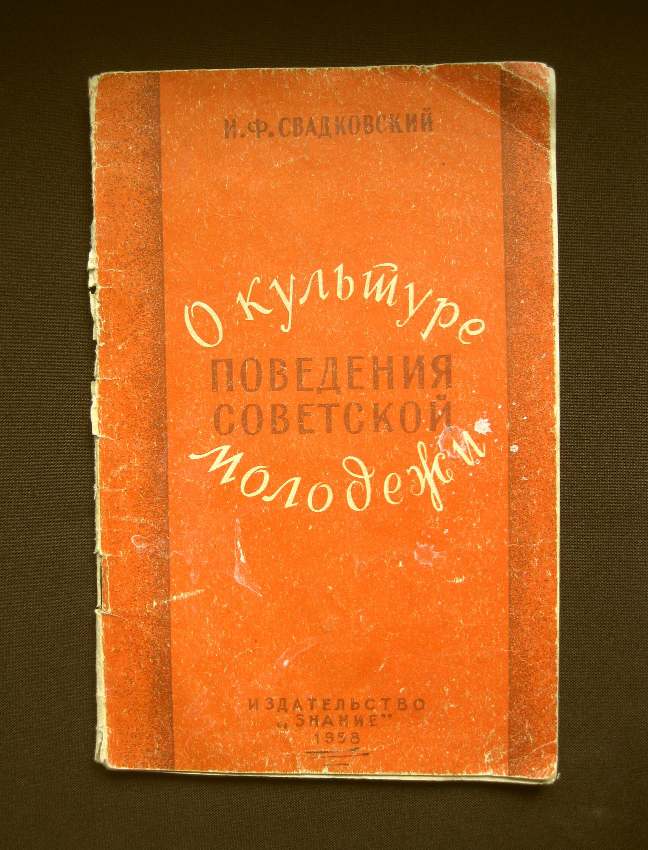 И. Ф. СВАДКОВСКИЙ
О культуре
ПОВЕДЕНИЯ
СОВЕТСКОЙ
молодежи
ИЗДАТЕЛЬСТВО
„ЗНАНИЕ"
1958